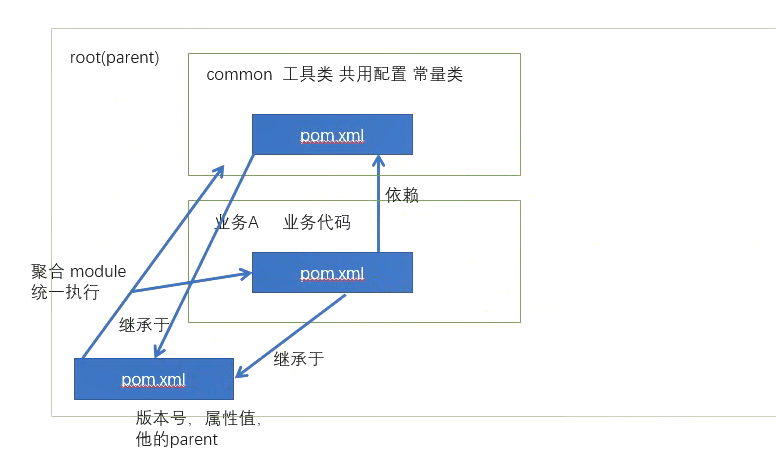 root(parent)
common 工具类 共用配置 常量类
pom.xml
依赖
业务A 业务代码
pom.xml
聚合 module
统一执行
继承于
继承于
pom.xml
版本号，属性值，
他的parent